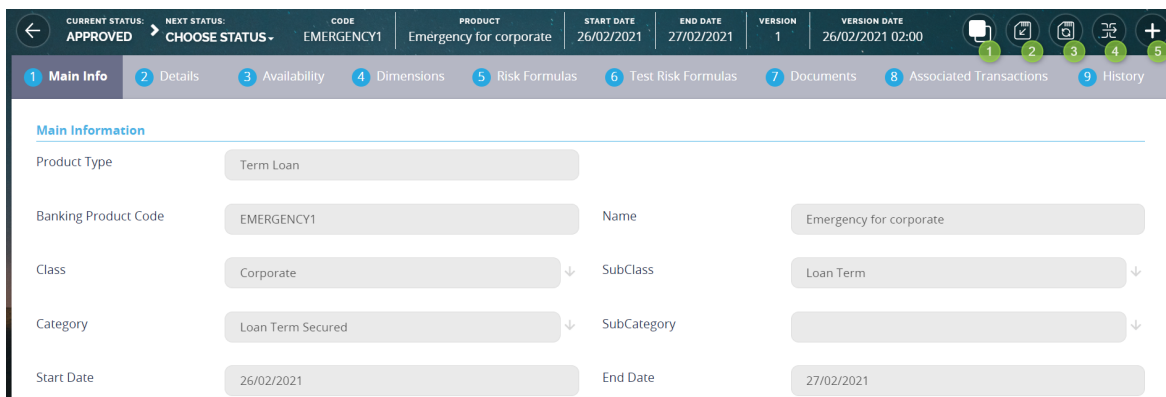 CURRENT STATUS: NEXT STATUS: CODE PRODUCT START DATE END DATE VERSION VERSION DATE
APPROVED CHOOSE STATUS EMERGENCY1 Emergency for corporate 26/02/2021 27/02/2021 1 26/02/2021 02:00
1 2 3 4 5
1 Main Info 2 Details 3 Availability 4 Dimensions 5 Risk Formulas 6 Test Risk Formulas 7 Documents 8 Associated Transactions 9 History
Main Information
Product Type Term Loan
Banking Product Code EMERGENCY1 Name Emergency for corporate
Class Corporate SubClass Loan Term
Category Loan Term Secured SubCategory
Start Date 26/02/2021 End Date 27/02/2021